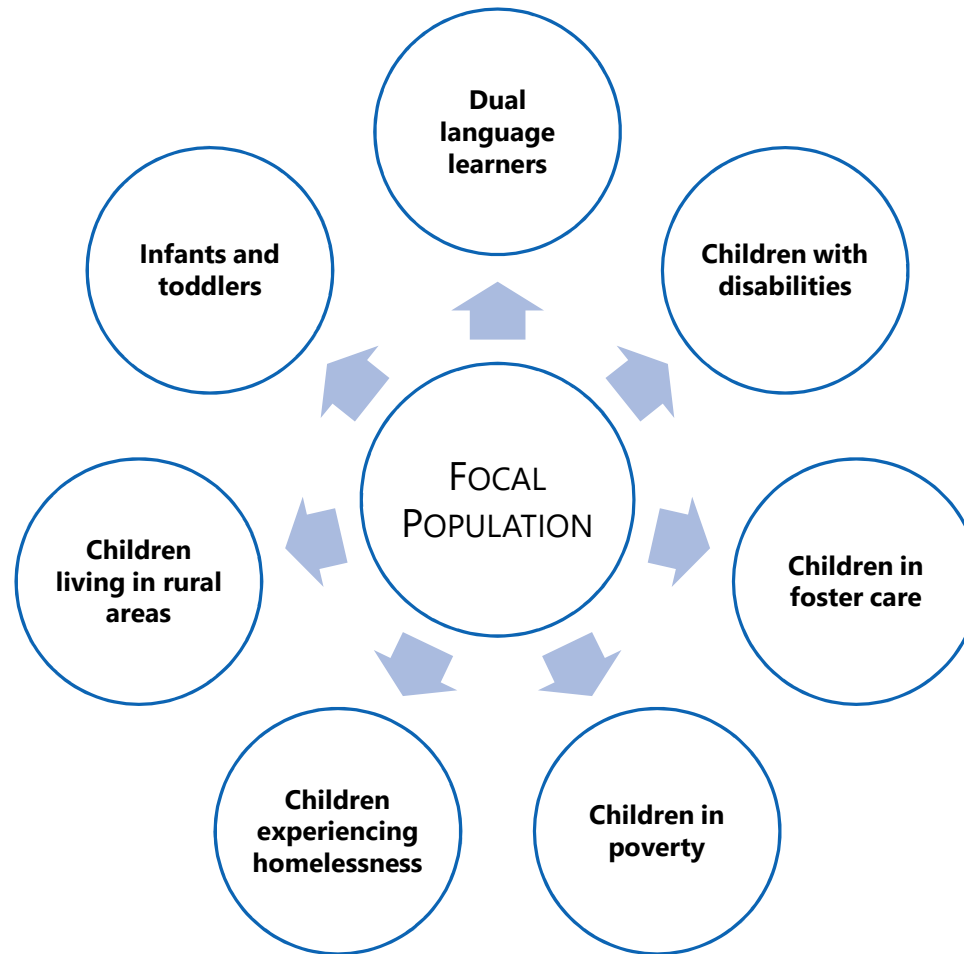 Dual
language
learners
Children with
disabilities
Children in
foster care
Children in
poverty
Children
experiencing
homelessness
Children
living in rural
areas
Infants and
toddlers
FOCAL
POPULATION